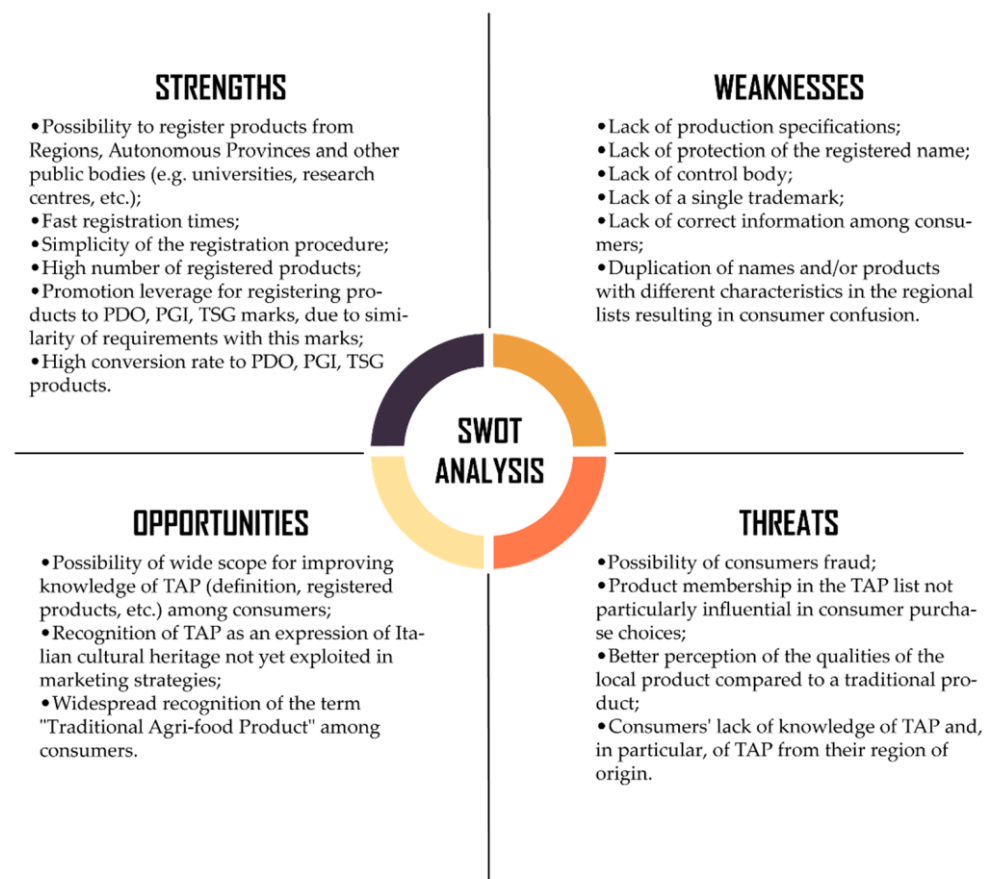 STRENGTHS
•Possibility to register products from
Regions, Autonomous Provinces and other
public bodies (e.g. universities, research
centres, etc.);
•Fast registration times;
•Simplicity of the registration procedure;
•High number of registered products;
•Promotion leverage for registering pro-
ducts to PDO, PGI, TSG marks, due to simi-
larity of requirements with this marks;
•High conversion rate to PDO, PGI, TSG
products.
WEAKNESSES
•Lack of production specifications;
•Lack of protection of the registered name;
•Lack of control body;
•Lack of a single trademark;
•Lack of correct information among consu-
mers;
•Duplication of names and/or products
with different characteristics in the regional
lists resulting in consumer confusion.
SWOT
ANALYSIS
OPPORTUNITIES
•Possibility of wide scope for improving
knowledge of TAP (definition, registered
products, etc.) among consumers;
•Recognition of TAP as an expression of Ita-
lian cultural heritage not yet exploited in
marketing strategies;
•Widespread recognition of the term
"Traditional Agri-food Product" among
consumers.
THREATS
•Possibility of consumers fraud;
•Product membership in the TAP list not
particularly influential in consumer purcha-
se choices;
•Better perception of the qualities of the
local product compared to a traditional pro-
duct;
•Consumers' lack of knowledge of TAP and,
in particular, of TAP from their region of
origin.